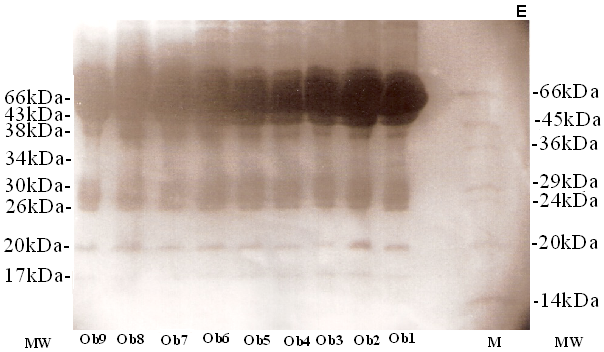 E
66kDa-
43kDa-
38kDa-
34kDa-
30kDa-
26kDa-
20kDa-
17kDa-
-66kDa
-45kDa
-36kDa
-29kDa
-24kDa
-20kDa
-14kDa
MW Ob9 Ob8 Ob7 Ob6 Ob5 Ob4 Ob3 Ob2 Ob1 M MW